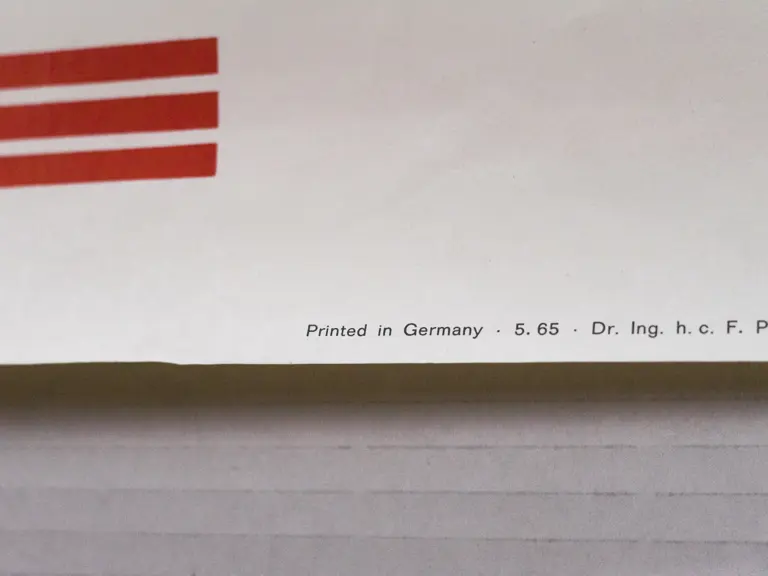 Printed in Germany · 5. 65 · Dr. Ing. h. c. F. P